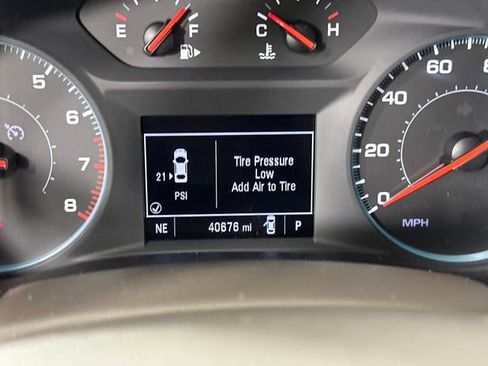 E F C H
5
6
7
8
21
PSI
Tire Pressure
Low
Add Air to Tire
NE 40676 mi P
80
60
40
20
0
MPH